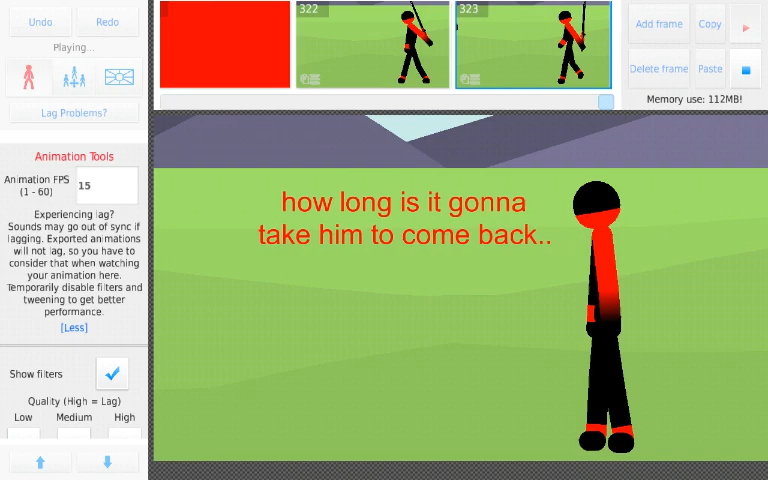 Undo Redo
Playing...
Lag Problems?
322
323
Add frame Copy
Delete frame Paste
Memory use: 112MB!
Animation Tools
Animation FPS
(1 - 60)
15
Experiencing lag?
Sounds may go out of sync if
lagging. Exported animations
will not lag, so you have to
consider that when watching
your animation here.
Temporarily disable filters and
tweening to get better
performance.
[Less]
Show filters
Quality (High = Lag)
Low Medium High
how long is it gonna
take him to come back..